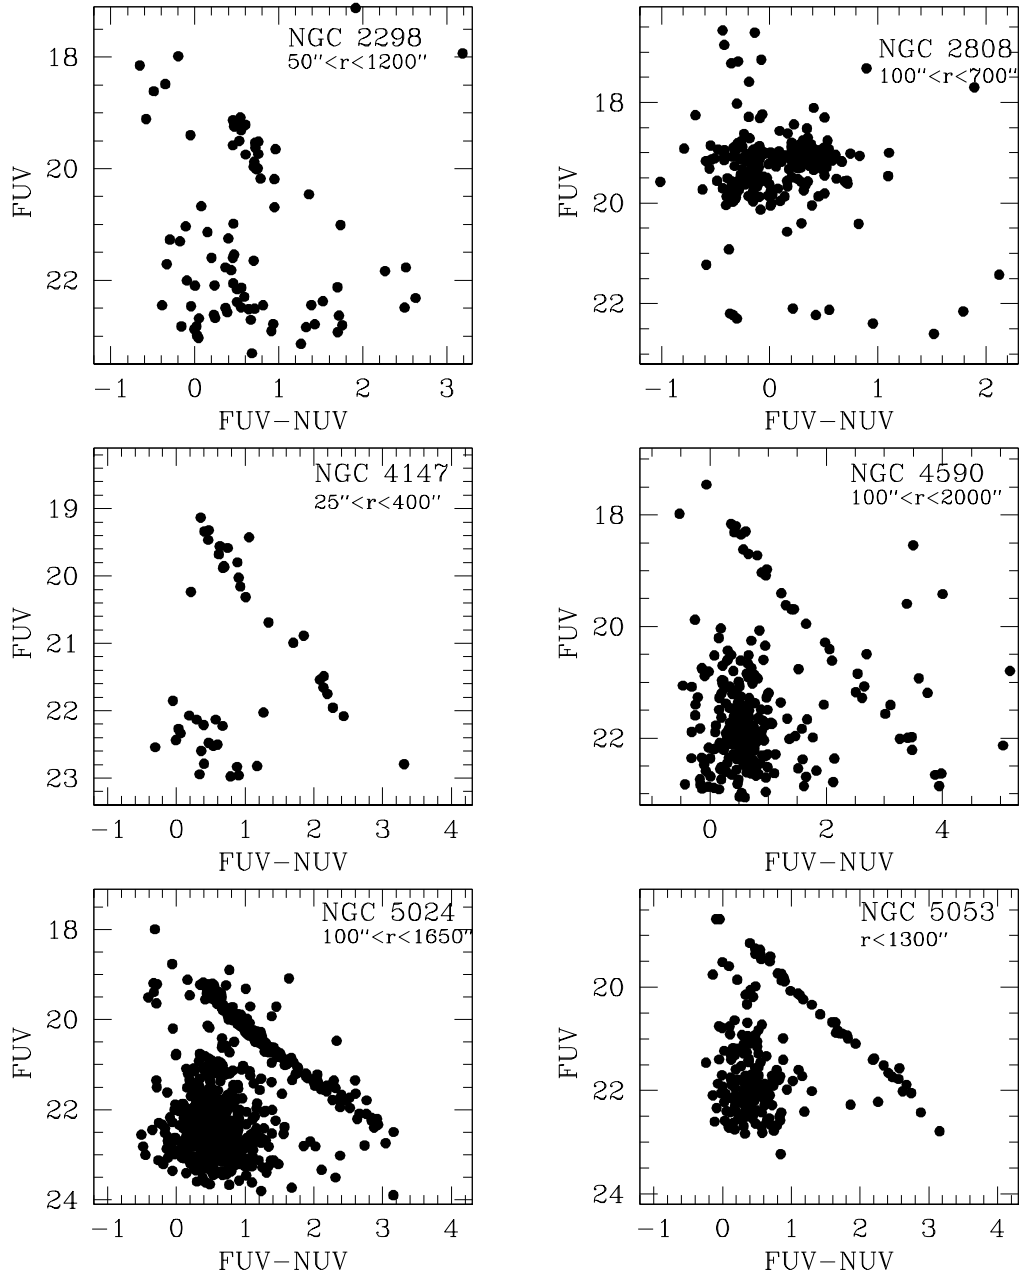 NGC 2298
50"<r<1200"
18
20
22
FUV
−1 0 1 2 3
FUV−NUV
NGC 2808
100"<r<700"
18
20
22
FUV
−1 0 1 2
FUV−NUV
NGC 4147
25"<r<400"
19
20
21
22
23
FUV
−1 0 1 2 3 4
FUV−NUV
NGC 4590
100"<r<2000"
18
20
22
FUV
0 2 4
FUV−NUV
NGC 5024
100"<r<1650"
18
20
22
24
FUV
−1 0 1 2 3 4
FUV−NUV
NGC 5053
r<1300"
20
22
24
FUV
−1 0 1 2 3 4
FUV−NUV